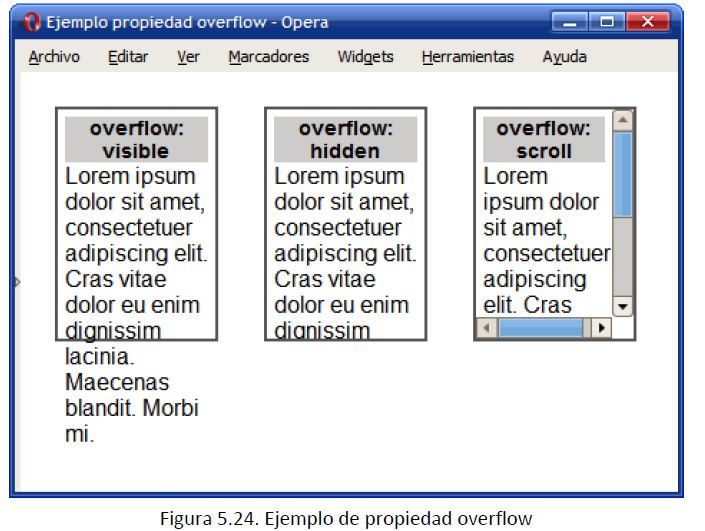 Ejemplo propiedad overflow - Opera
Archivo Editar Ver Marcadores Widgets Herramientas Ayuda
overflow:
visible
Lorem ipsum
dolor sit amet,
consectetuer
adipiscing elit.
Cras vitae
dolor eu enim
dignissim
lacinia.
Maecenas
blandit. Morbi
mi.
overflow:
hidden
Lorem ipsum
dolor sit amet,
consectetuer
adipiscing elit.
Cras vitae
dolor eu enim
dignissim
overflow:
scroll
Lorem
ipsum dolor
sit amet,
consectetuer
adipiscing
elit. Cras
Figura 5.24. Ejemplo de propiedad overflow